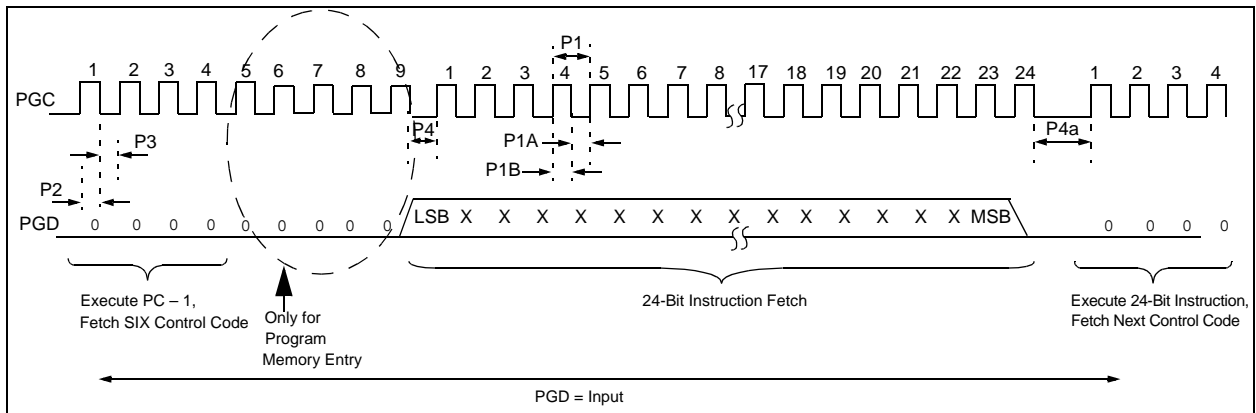 P1
1 2 3 4 5 6 7 8 9 1 2 3 4 5 6 7 8 17 18 19 20 21 22 23 24 1 2 3 4
PGC
P4 P4a
P3 P1A
P1B
P2
PGD 0 0 0 0 0 0 0 0 0 LSB X X X X X X X X X X X X X X MSB 0 0 0 0
Execute PC – 1,
Fetch SIX Control Code
Only for
Program
Memory Entry
24-Bit Instruction Fetch
Execute 24-Bit Instruction,
Fetch Next Control Code
PGD = Input